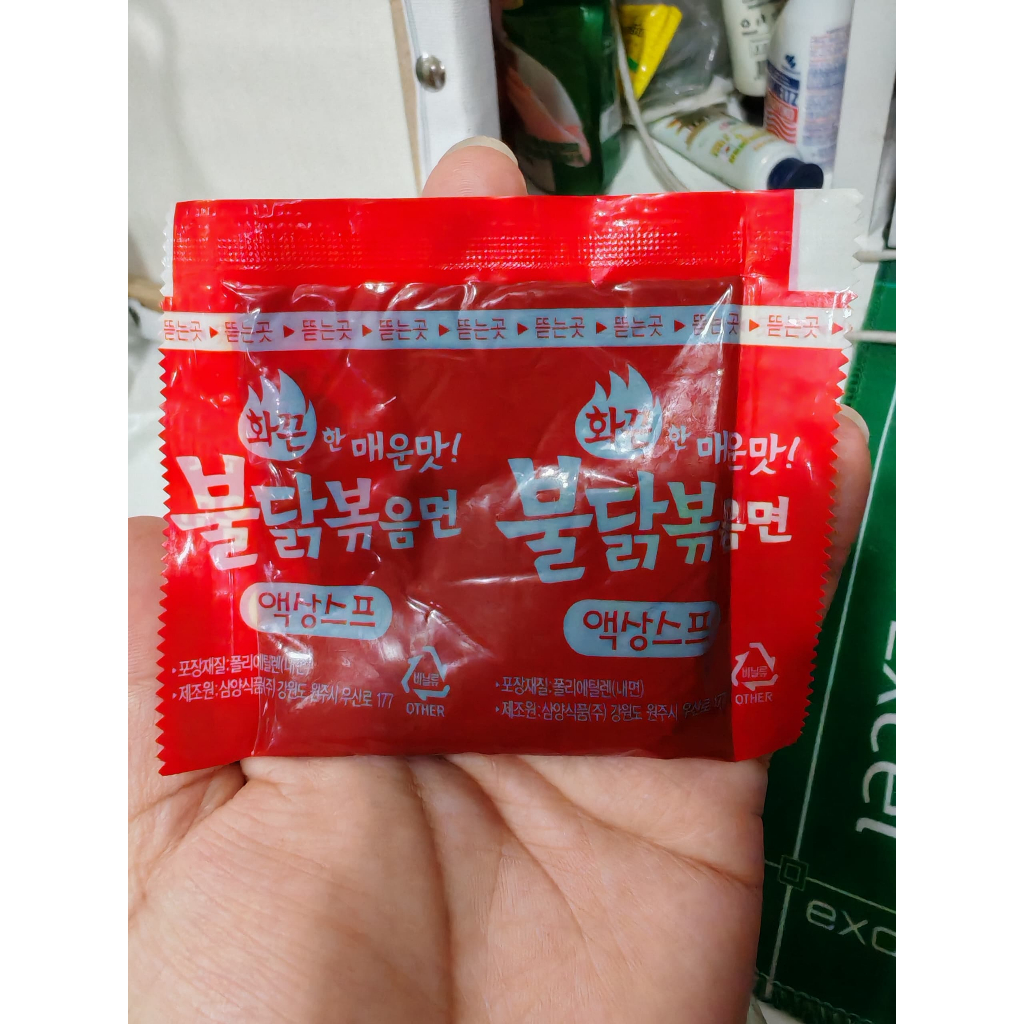 뜯는곳 ▶ 뜯는곳 ▶ 뜯는곳 ▶ 뜯는곳 ▶ 뜯는곳 ▶ 뜯는곳 ▶ 뜯는곳 ▶ 뜯는곳 ▶ 뜯는곳 ▶
화끈한 매운맛!
불닭볶음면
액상스프
포장재질:폴리에틸렌(내면)
제조원:삼양식품(주) 강원도 원주시 우산로 177
비닐류
OTHER
화끈한 매운맛!
불닭볶음면
액상스프
포장재질:폴리에틸렌(내면)
제조원:삼양식품(주) 강원도 원주시 우산로 177
비닐류
OTHER
Excel